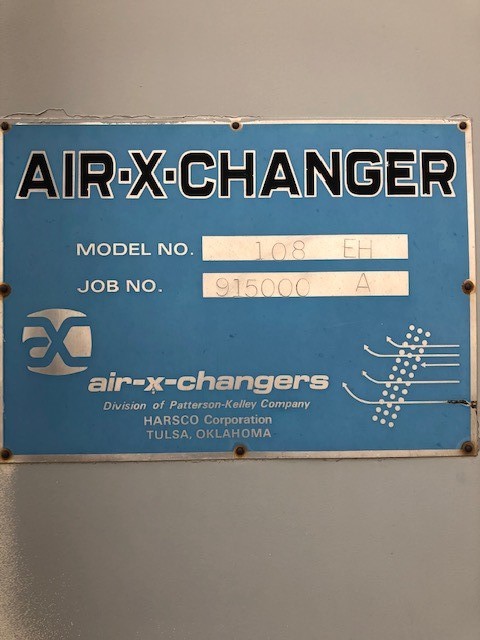 AIR·X·CHANGER
MODEL NO. 108 EH
JOB NO. 915000 A
ax
air-x-changers
Division of Patterson-Kelley Company
HARSCO Corporation
TULSA, OKLAHOMA